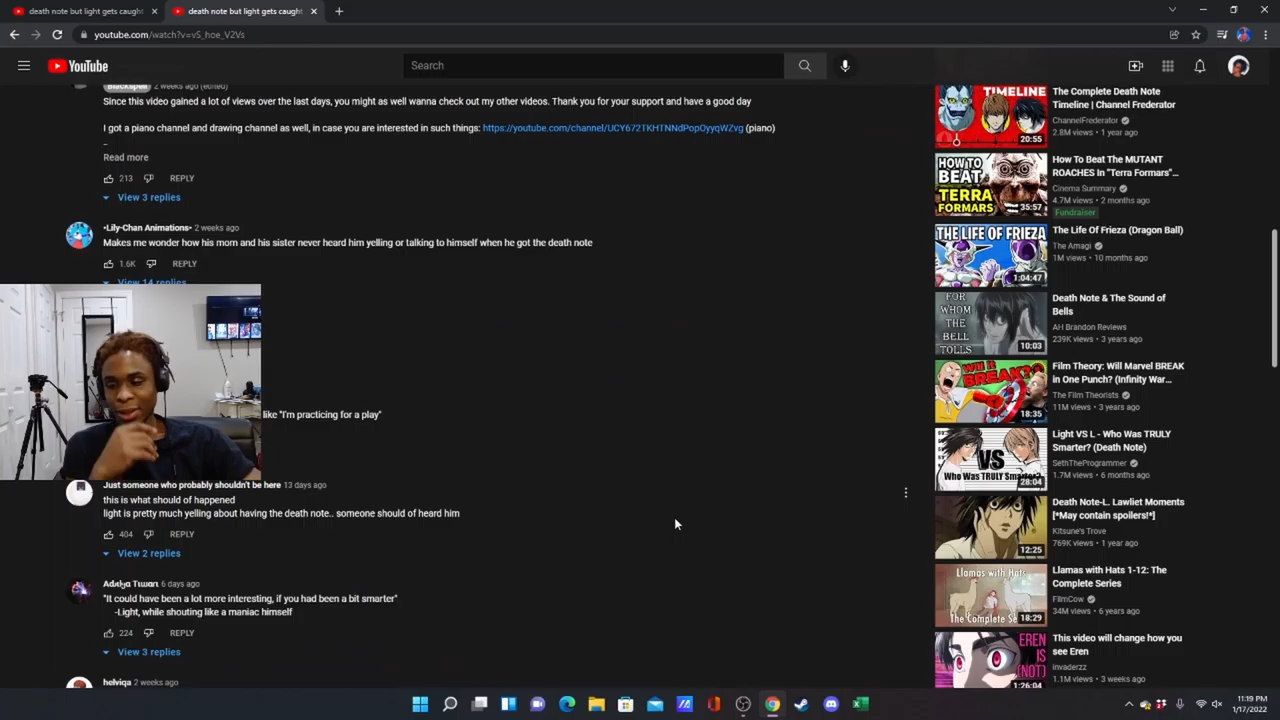 death note but light gets caught
death note but light gets caught
youtube.com/watch?v=vS_hoe_V2Vs
YouTube
Search
Blackspell 2 weeks ago (edited)
Since this video gained a lot of views over the last days, you might as well wanna check out my other videos. Thank you for your support and have a good day
I got a piano channel and drawing channel as well, in case you are interested in such things: https://youtube.com/channel/UCY672TKHTNNdPopOyyqWZvg (piano)
Read more
213 REPLY
View 3 replies
•Lily-Chan Animations• 2 weeks ago
Makes me wonder how his mom and his sister never heard him yelling or talking to himself when he got the death note
1.6K REPLY
View 14 replies
like "I'm practicing for a play"
Just someone who probably shouldn't be here 13 days ago
this is what should of happened
light is pretty much yelling about having the death note.. someone should of heard him
404 REPLY
View 2 replies
6 days ago
"It could have been a lot more interesting, if you had been a bit smarter"
-Light, while shouting like a maniac himself
224 REPLY
View 3 replies
helviqa 2 weeks ago
TIMELINE
20:55
The Complete Death Note
Timeline | Channel Frederator
ChannelFrederator
2.8M views • 1 year ago
HOW TO
BEAT
TERRA
FORMARS
35:57
How To Beat The MUTANT
ROACHES In "Terra Formars"...
Cinema Summary
4.7M views • 2 months ago
Fundraiser
THE LIFE OF FRIEZA
1:04:47
The Life Of Frieza (Dragon Ball)
The Amagi
1M views • 10 months ago
FOR
WHOM
THE
BELL
TOLLS
10:03
Death Note & The Sound of
Bells
AH Brandon Reviews
239K views • 3 years ago
WILL IT
BREAK?
18:35
Film Theory: Will Marvel BREAK
in One Punch? (Infinity War...
The Film Theorists
11M views • 3 years ago
VS
Who Was TRULY Smarter?
28:04
Light VS L - Who Was TRULY
Smarter? (Death Note)
SethTheProgrammer
1.7M views • 6 months ago
12:25
Death Note-L. Lawliet Moments
[*May contain spoilers!*]
Kitsune's Trove
769K views • 1 year ago
Llamas with Hats
The Complete Se
18:29
Llamas with Hats 1-12: The
Complete Series
FilmCow
34M views • 6 years ago
EREN
IS
(NOT)
1:26:04
This video will change how you
see Eren
invaderzz
1.1M views • 3 weeks ago
11:19 PM
1/17/2022